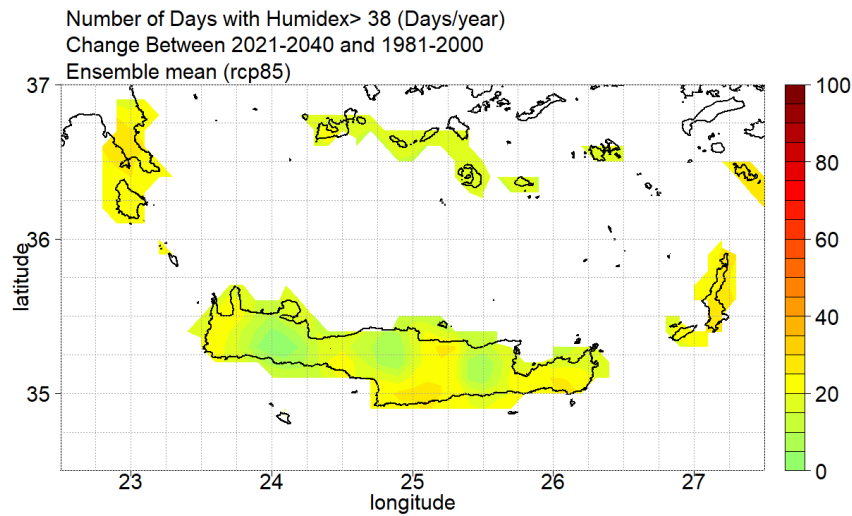 Number of Days with Humidex> 38 (Days/year)
Change Between 2021-2040 and 1981-2000
Ensemble mean (rcp85)
37
36
35
latitude
23
24
25
26
27
longitude
100
80
60
40
20
0